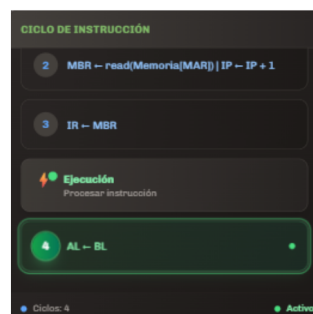 CICLO DE INSTRUCCIÓN
2 MBR ← read(Memoria[MAR]) | IP ← IP + 1
3 IR ← MBR
Ejecución
Procesar instrucción
4 AL ← BL
Ciclos: 4 Activo